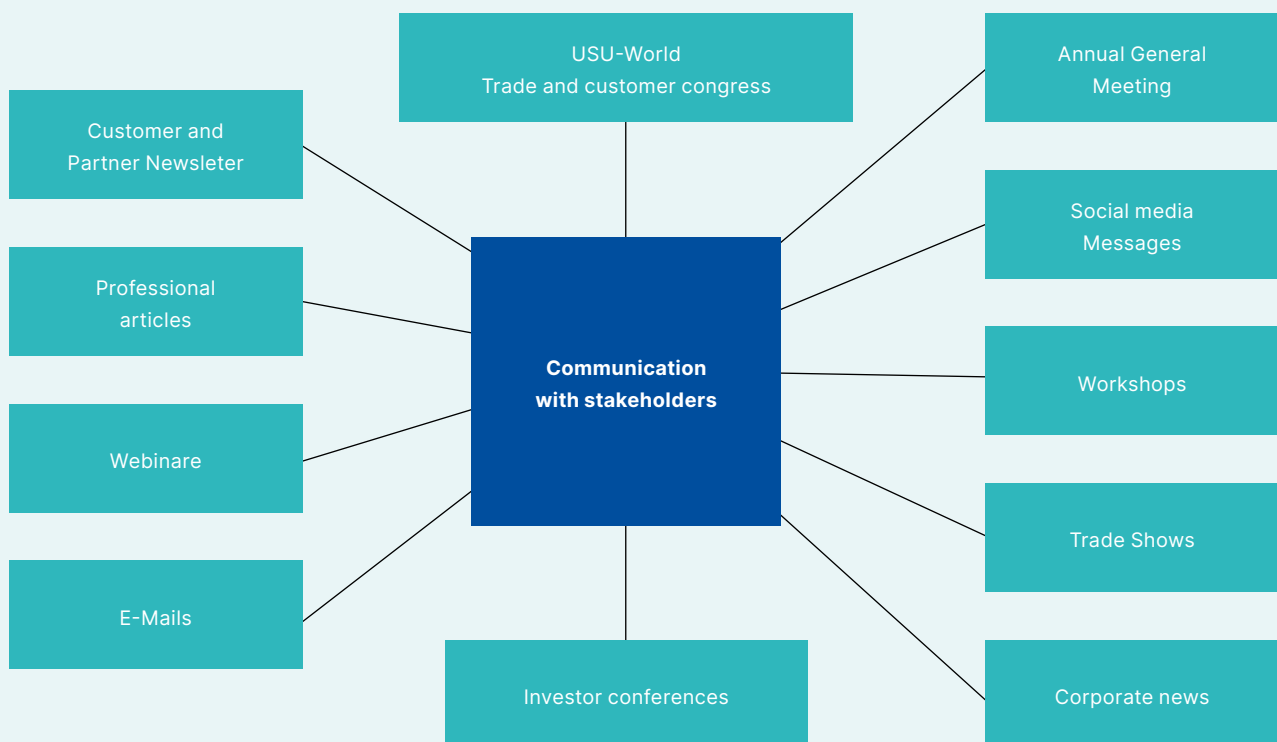 USU-World
Trade and customer congress
Annual General
Meeting
Customer and
Partner Newsleter
Social media
Messages
Professional
articles
Communication
with stakeholders
Workshops
Webinare
Trade Shows
E-Mails
Investor conferences
Corporate news